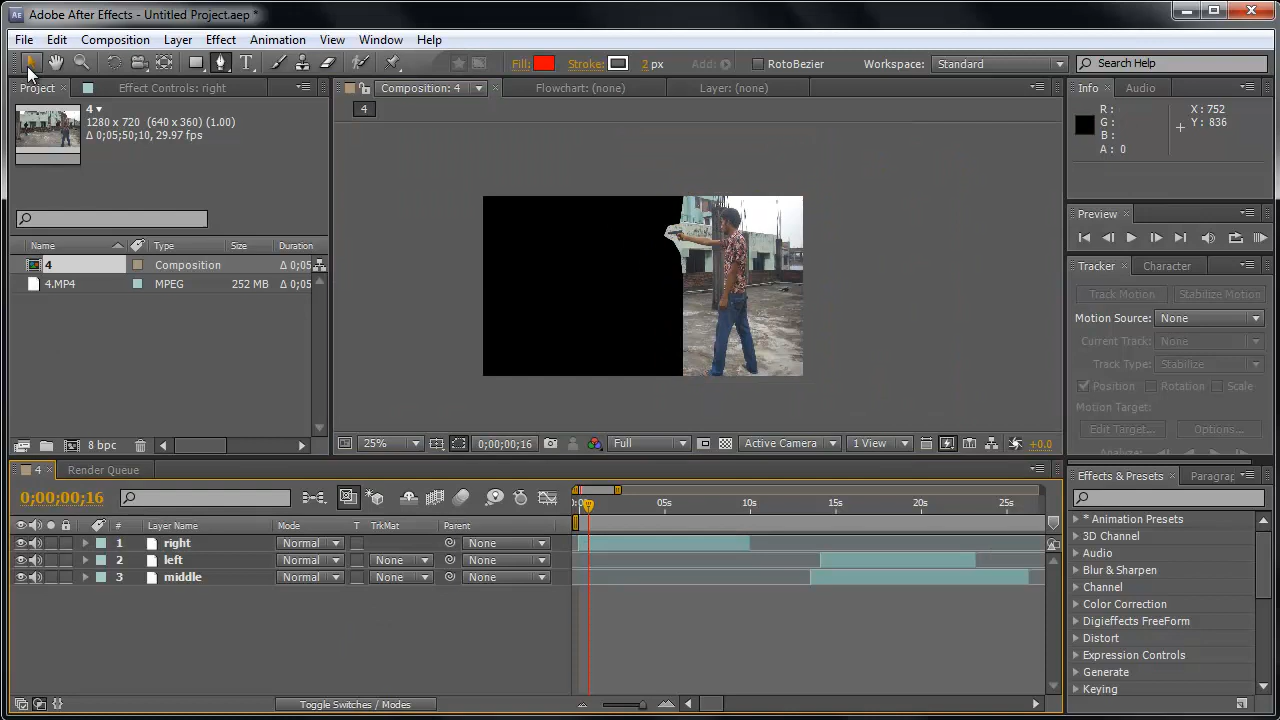 Adobe After Effects - Untitled Project.aep *
File Edit Composition Layer Effect Animation View Window Help
Fill: Stroke: 2 px Add: RotoBezier Workspace: Standard Search Help
Project Effect Controls: right Composition: 4 Flowchart: (none) Layer: (none) Info Audio
4
1280 x 720 (640 x 360) (1.00)
Δ 0;05;50;10, 29.97 fps
4
R: X: 752
G: Y: 836
B:
A: 0
Preview
Name Type Size Duration
4 Composition Δ 0;05
4.MP4 MPEG 252 MB Δ 0;05
Tracker Character
Track Motion Stabilize Motion
Motion Source: None
Current Track: None
Track Type: Stabilize
Position Rotation Scale
Motion Target:
Edit Target... Options...
Analyze:
8 bpc 25% 0;00;00;16 Full Active Camera 1 View +0.0
4 Render Queue
0;00;00;16
05s 10s 15s 20s 25s
# Layer Name Mode T TrkMat Parent
1 right Normal None
2 left Normal None None
3 middle Normal None None
Toggle Switches / Modes
Effects & Presets Paragrap
* Animation Presets
3D Channel
Audio
Blur & Sharpen
Channel
Color Correction
Digieffects FreeForm
Distort
Expression Controls
Generate
Keying